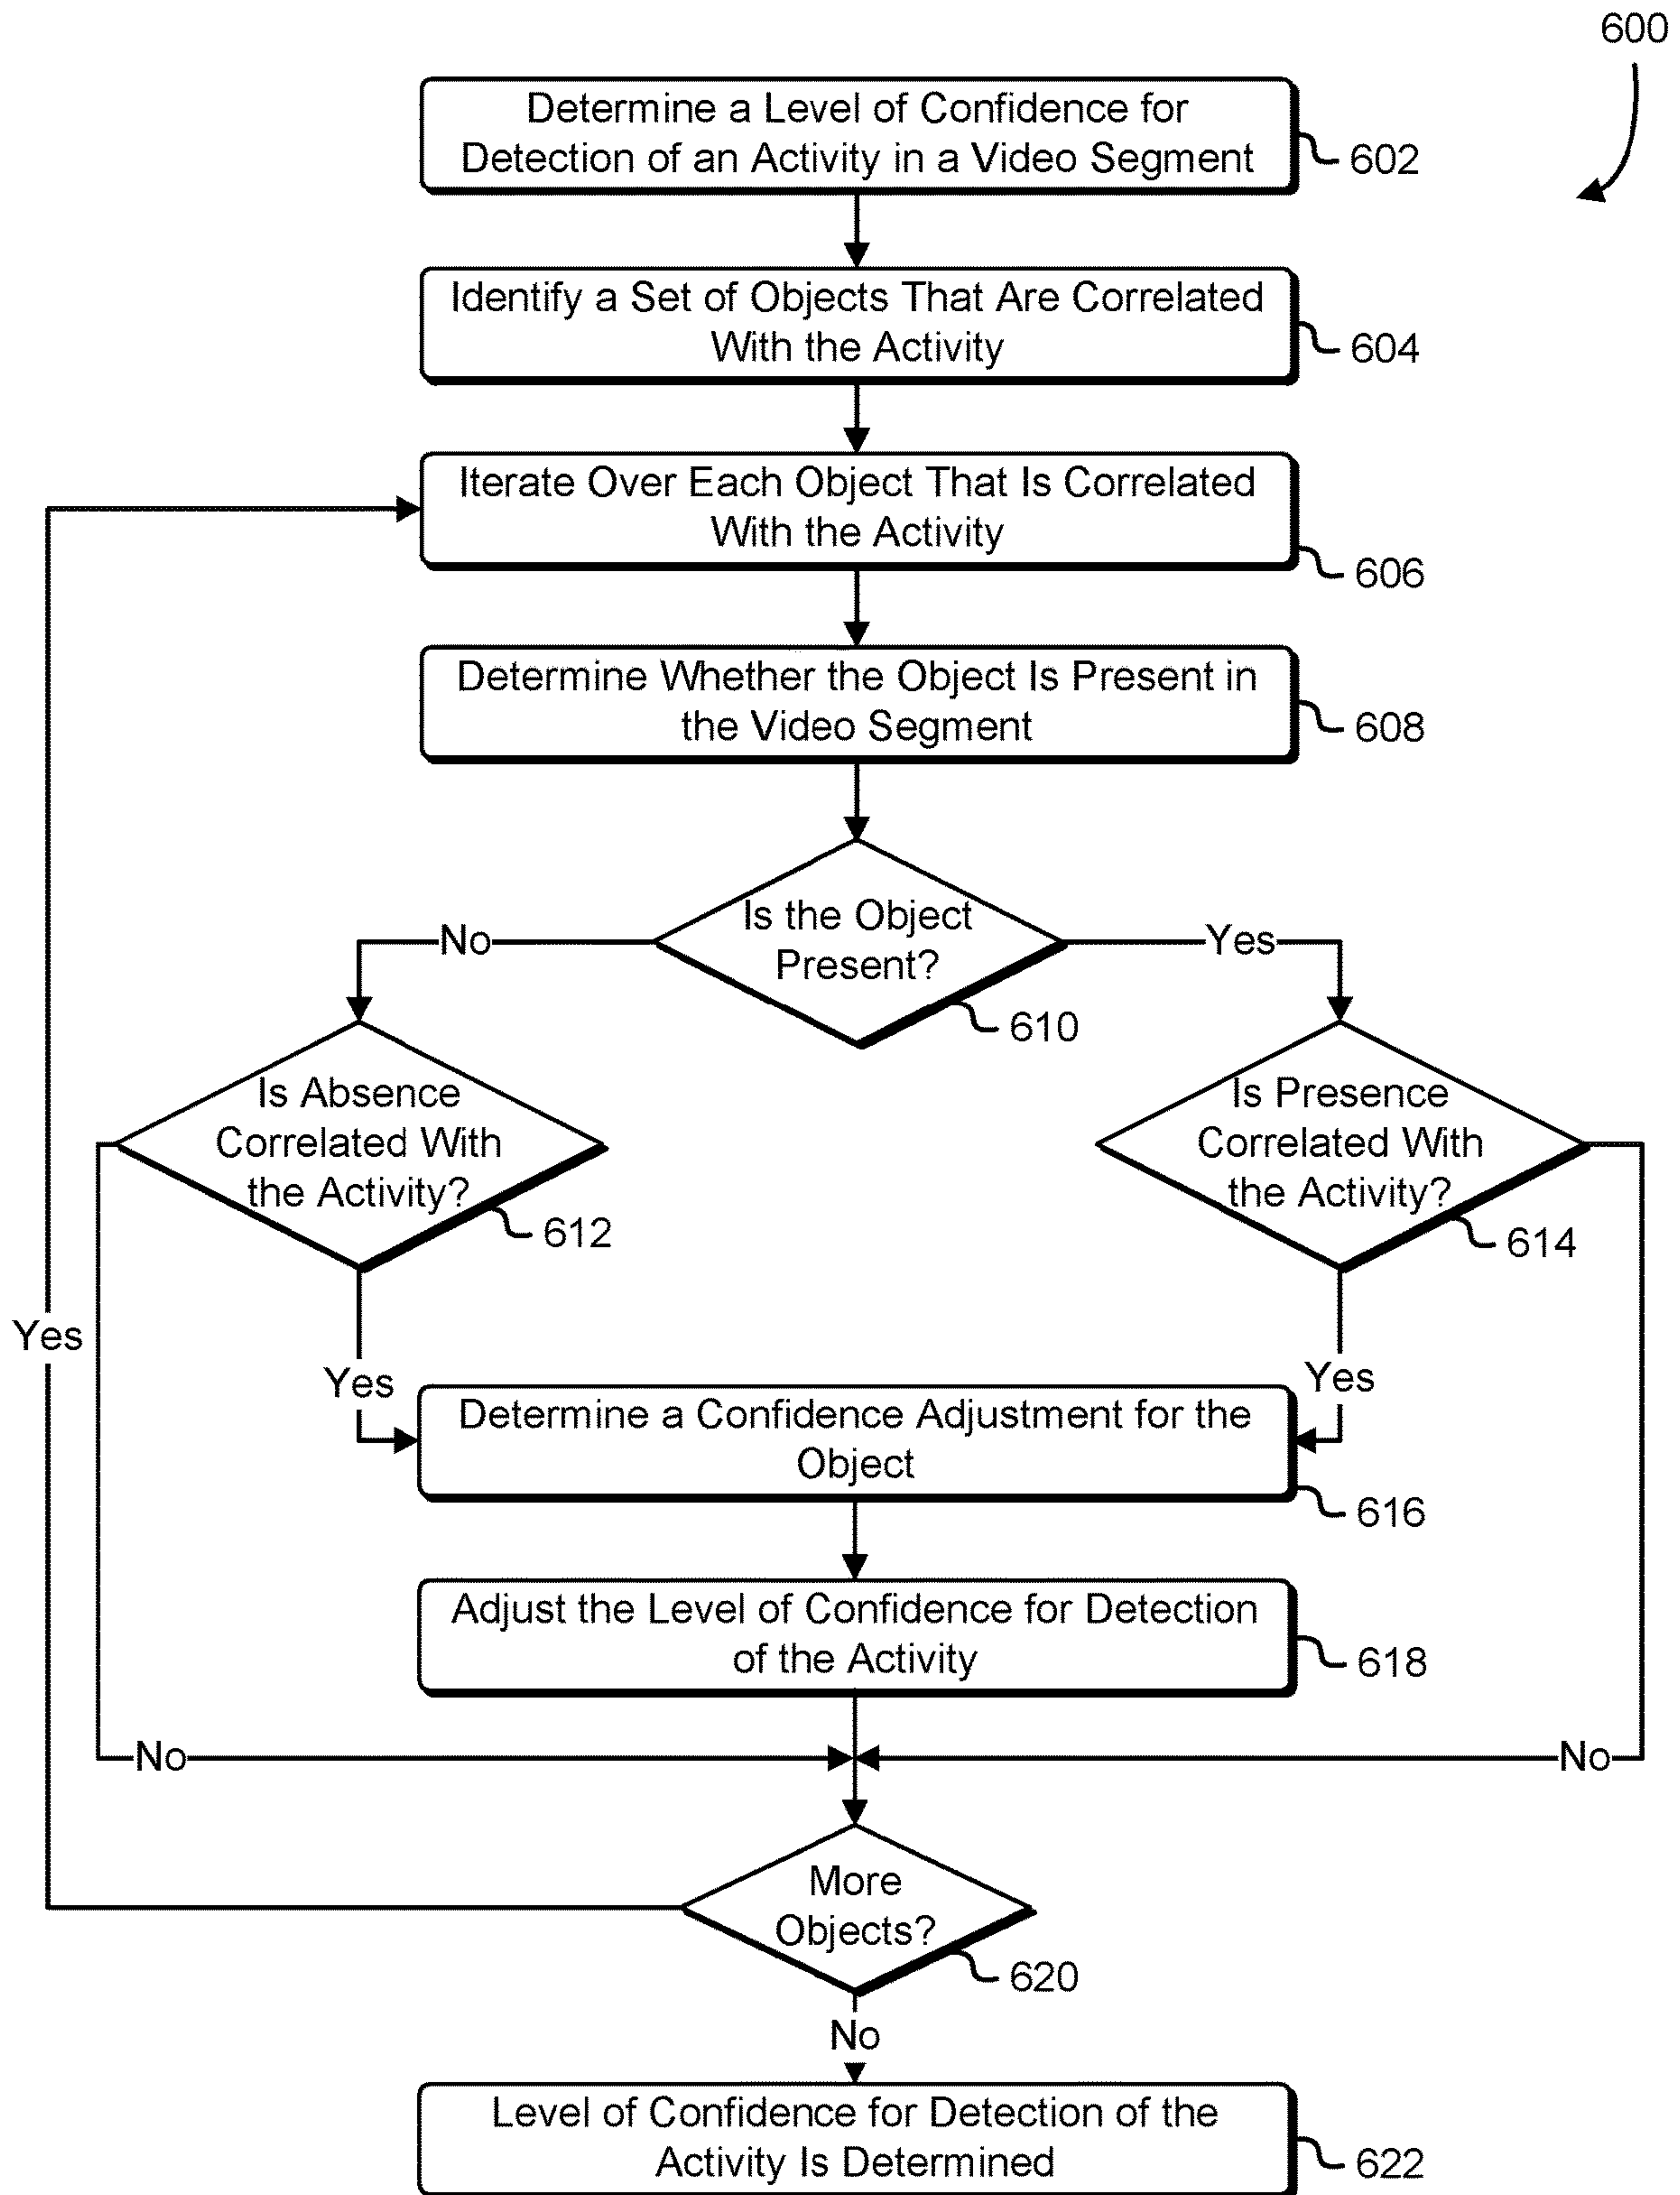 600
Determine a Level of Confidence for
Detection of an Activity in a Video Segment
602
Identify a Set of Objects That Are Correlated
With the Activity
604
Iterate Over Each Object That Is Correlated
With the Activity
606
Determine Whether the Object Is Present in
the Video Segment
608
Is the Object
Present?
No
Yes
610
Is Absence
Correlated With
the Activity?
612
Is Presence
Correlated With
the Activity?
614
Yes
Yes
Yes
Determine a Confidence Adjustment for the
Object
616
Adjust the Level of Confidence for Detection
of the Activity
618
No
No
More
Objects?
620
No
Level of Confidence for Detection of the
Activity Is Determined
622